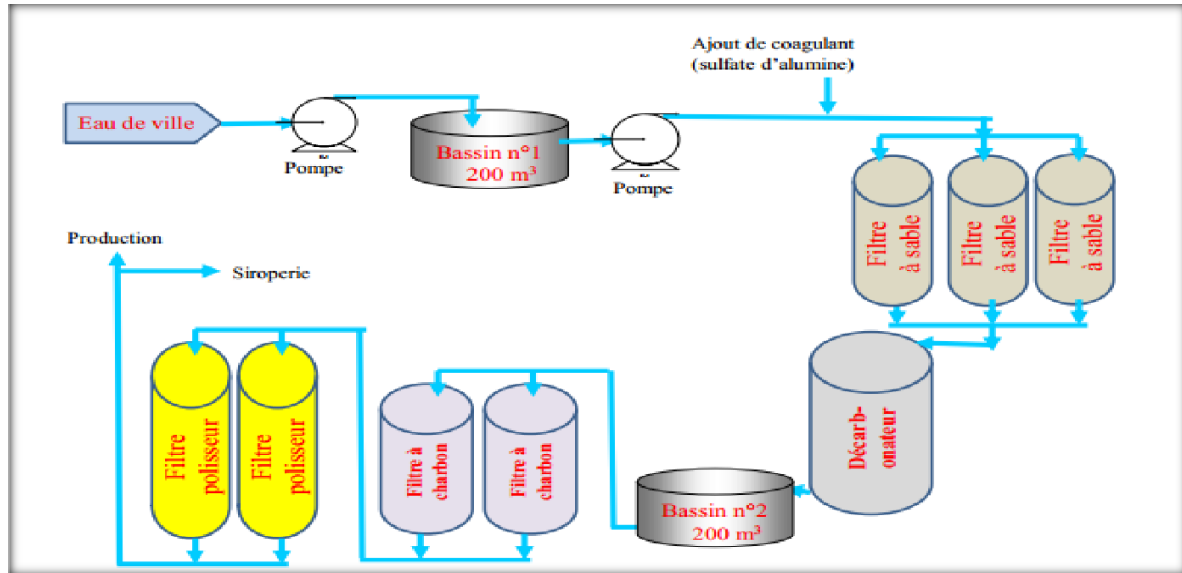 Ajout de coagulant
(sulfate d'alumine)
Eau de ville
Pompe
Bassin n°1
200 m³
Pompe
Filtre
à sable
Filtre
à sable
Filtre
à sable
Production
Siroperie
Décarb-
onateur
Bassin n°2
200 m³
Filtre à
charbon
Filtre à
charbon
Filtre
polisseur
Filtre
polisseur